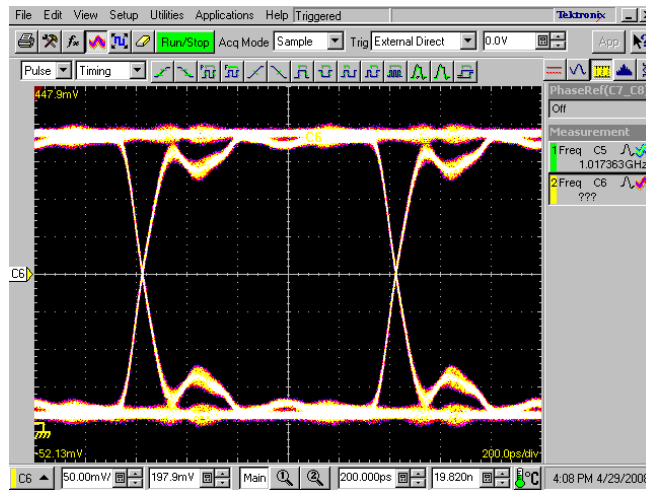 File Edit View Setup Utilities Applications Help Triggered Tektronix
Run/Stop Acq Mode Sample Trig External Direct 0.0V App
Pulse Timing
447.9mV
PhaseRef(C7_C8)
Off
Measurement
1 Freq C5
1.017363GHz
2 Freq C6
???
C6
C6
-52.13mV
200.0ps/div
C6 50.00mV/ 197.9mV Main 1 2 200.000ps 19.820n °C 4:08 PM 4/29/2008